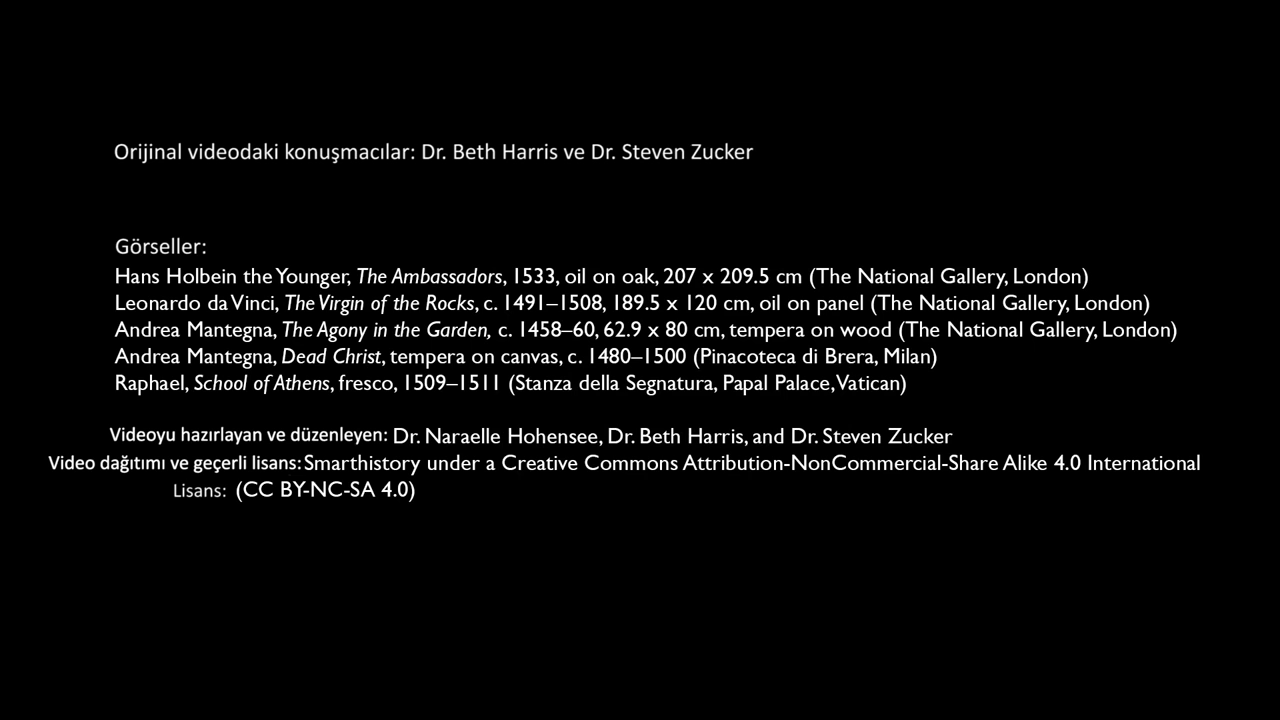 Orijinal videodaki konuşmacılar: Dr. Beth Harris ve Dr. Steven Zucker
Görseller:
Hans Holbein the Younger, The Ambassadors, 1533, oil on oak, 207 x 209.5 cm (The National Gallery, London)
Leonardo da Vinci, The Virgin of the Rocks, c. 1491–1508, 189.5 x 120 cm, oil on panel (The National Gallery, London)
Andrea Mantegna, The Agony in the Garden, c. 1458–60, 62.9 x 80 cm, tempera on wood (The National Gallery, London)
Andrea Mantegna, Dead Christ, tempera on canvas, c. 1480–1500 (Pinacoteca di Brera, Milan)
Raphael, School of Athens, fresco, 1509–1511 (Stanza della Segnatura, Papal Palace, Vatican)
Videoyu hazırlayan ve düzenleyen: Dr. Naraelle Hohensee, Dr. Beth Harris, and Dr. Steven Zucker
Video dağıtımı ve geçerli lisans: Smarthistory under a Creative Commons Attribution-NonCommercial-Share Alike 4.0 International
Lisans: (CC BY-NC-SA 4.0)